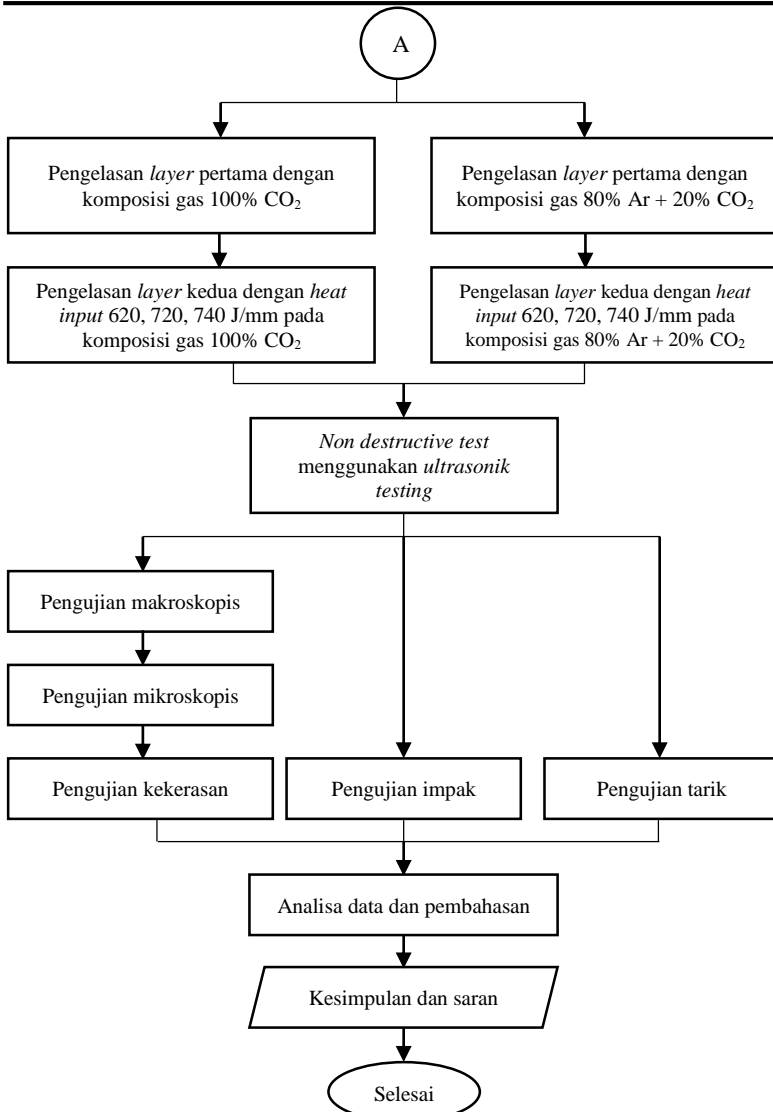 A
Pengelasan layer pertama dengan
komposisi gas 100% CO₂
Pengelasan layer pertama dengan
komposisi gas 80% Ar + 20% CO₂
Pengelasan layer kedua dengan heat
input 620, 720, 740 J/mm pada
komposisi gas 100% CO₂
Pengelasan layer kedua dengan heat
input 620, 720, 740 J/mm pada
komposisi gas 80% Ar + 20% CO₂
Non destructive test
menggunakan ultrasonik
testing
Pengujian makroskopis
Pengujian mikroskopis
Pengujian kekerasan
Pengujian impak
Pengujian tarik
Analisa data dan pembahasan
Kesimpulan dan saran
Selesai